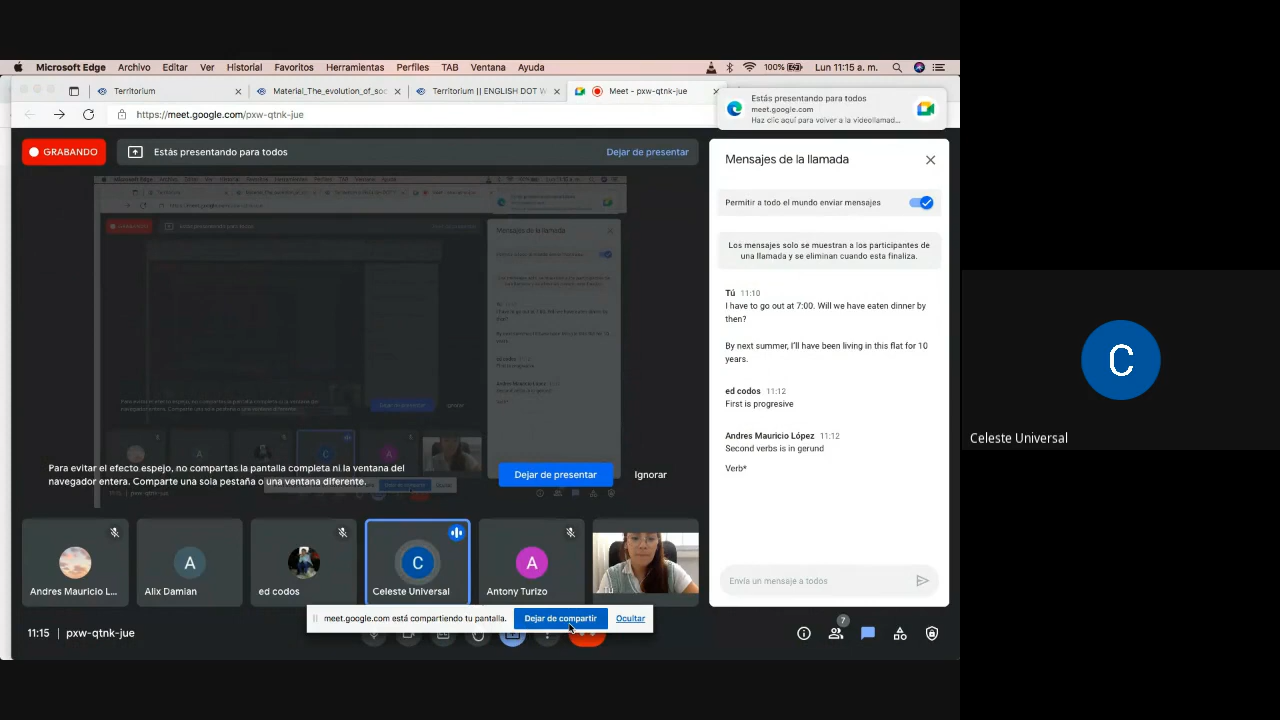 Microsoft Edge Archivo Editar Ver Historial Favoritos Herramientas Perfiles TAB Ventana Ayuda 100% Lun 11:15 a. m.
Territorium Material_The_evolution_of_soc Territorium || ENGLISH DOT W Meet - pxw-qtnk-jue
https://meet.google.com/pxw-qtnk-jue
Estás presentando para todos
meet.google.com
Haz clic aquí para volver a la videollamad...
GRABANDO
Estás presentando para todos
Dejar de presentar
Mensajes de la llamada
Permitir a todo el mundo enviar mensajes
Los mensajes solo se muestran a los participantes de
una llamada y se eliminan cuando esta finaliza.
Tú 11:10
I have to go out at 7:00. Will we have eaten dinner by
then?
By next summer, I'll have been living in this flat for 10
years.
ed codos 11:12
First is progresive
Andres Mauricio López 11:12
Second verbs is in gerund
Verb*
Envía un mensaje a todos
Para evitar el efecto espejo, no compartas la pantalla completa ni la ventana del
navegador entera. Comparte una sola pestaña o una ventana diferente.
Dejar de presentar
Ignorar
A
C
A
Andres Mauricio L...
Alix Damian
ed codos
Celeste Universal
Antony Turizo
Tú
meet.google.com está compartiendo tu pantalla.
Dejar de compartir
Ocultar
11:15 | pxw-qtnk-jue
7
C
Celeste Universal